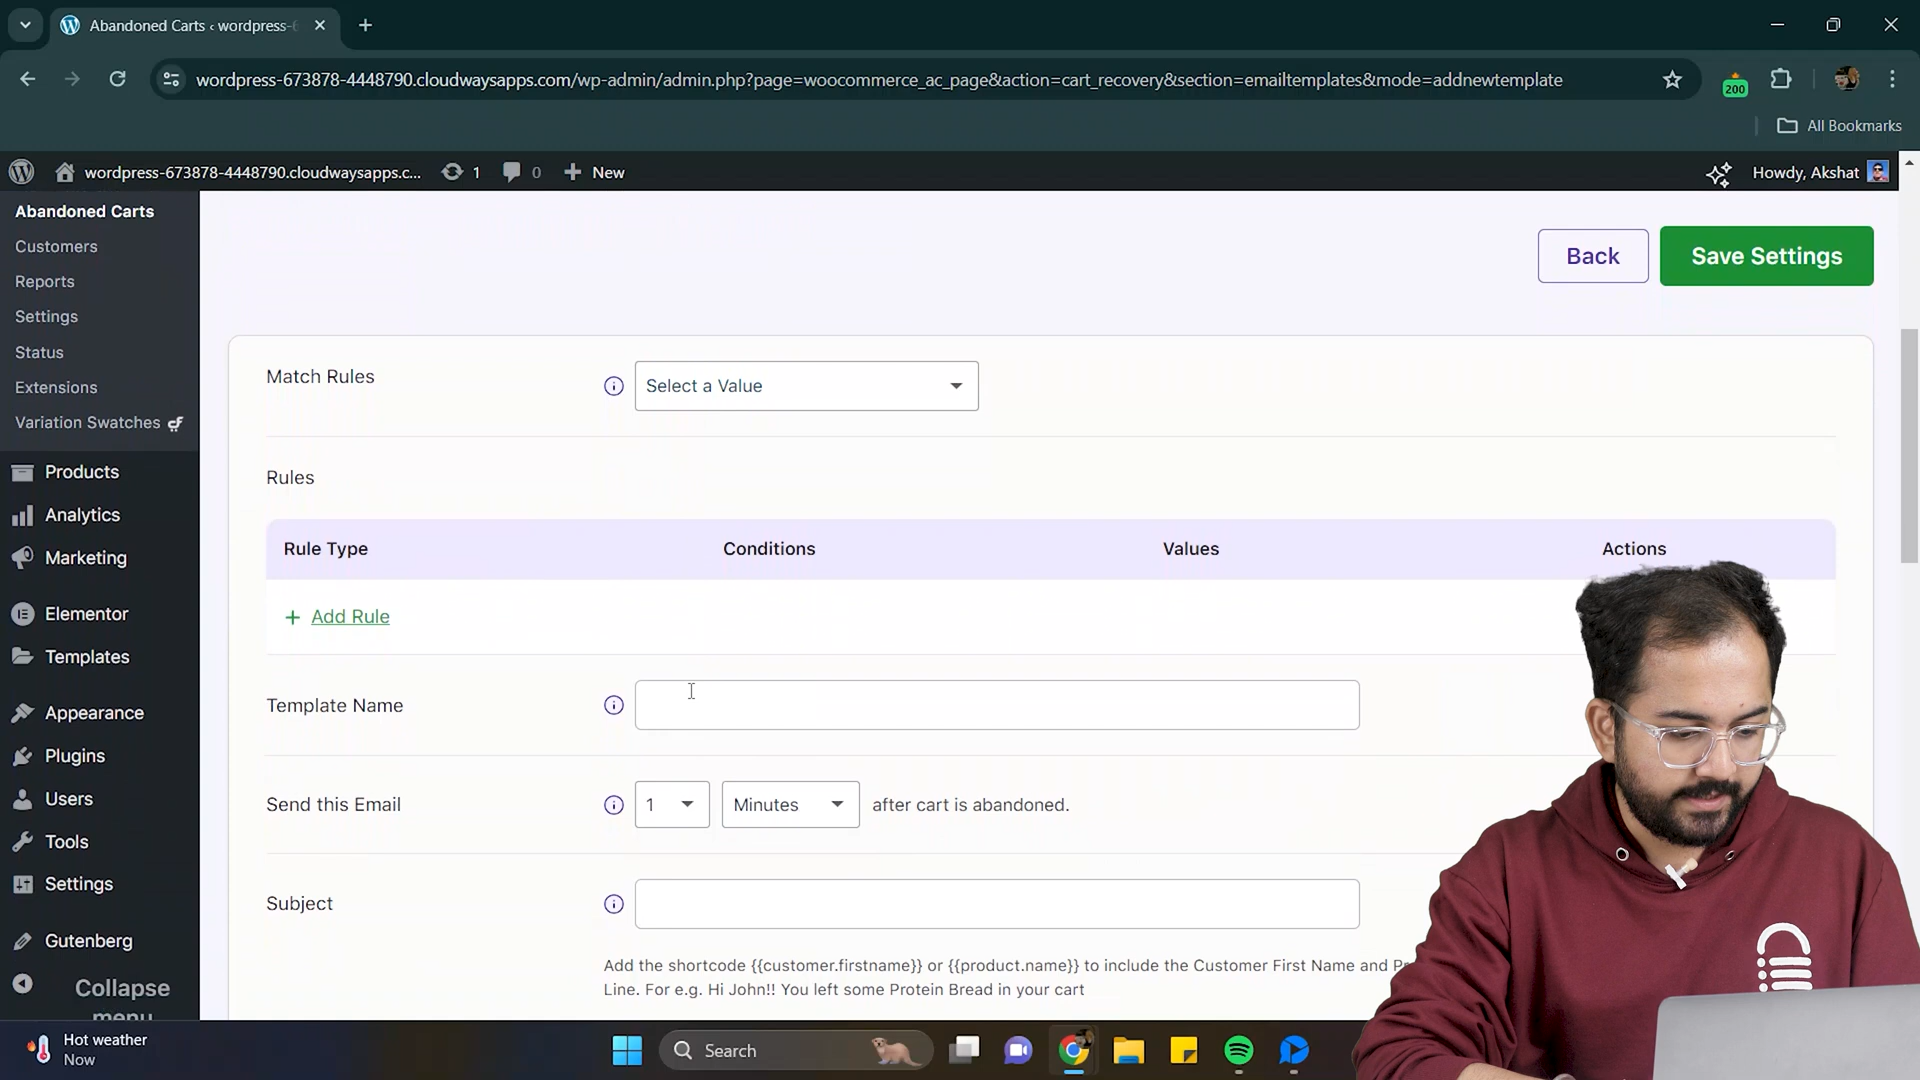 Abandoned Carts ‹ wordpress-6
wordpress-673878-4448790.cloudwaysapps.com/wp-admin/admin.php?page=woocommerce_ac_page&action=cart_recovery&section=emailtemplates&mode=addnewtemplate
200
All Bookmarks
wordpress-673878-4448790.cloudwaysapps.c...
1
0
New
Howdy, Akshat
Abandoned Carts
Customers
Reports
Settings
Status
Extensions
Variation Swatches
Products
Analytics
Marketing
Elementor
Templates
Appearance
Plugins
Users
Tools
Settings
Gutenberg
Collapse
menu
Back
Save Settings
Match Rules
Select a Value
Rules
Rule Type
Conditions
Values
Actions
+ Add Rule
Template Name
Send this Email
1
Minutes
after cart is abandoned.
Subject
Add the shortcode {{customer.firstname}} or {{product.name}} to include the Customer First Name and
Line. For e.g. Hi John!! You left some Protein Bread in your cart
Hot weather
Now
Search